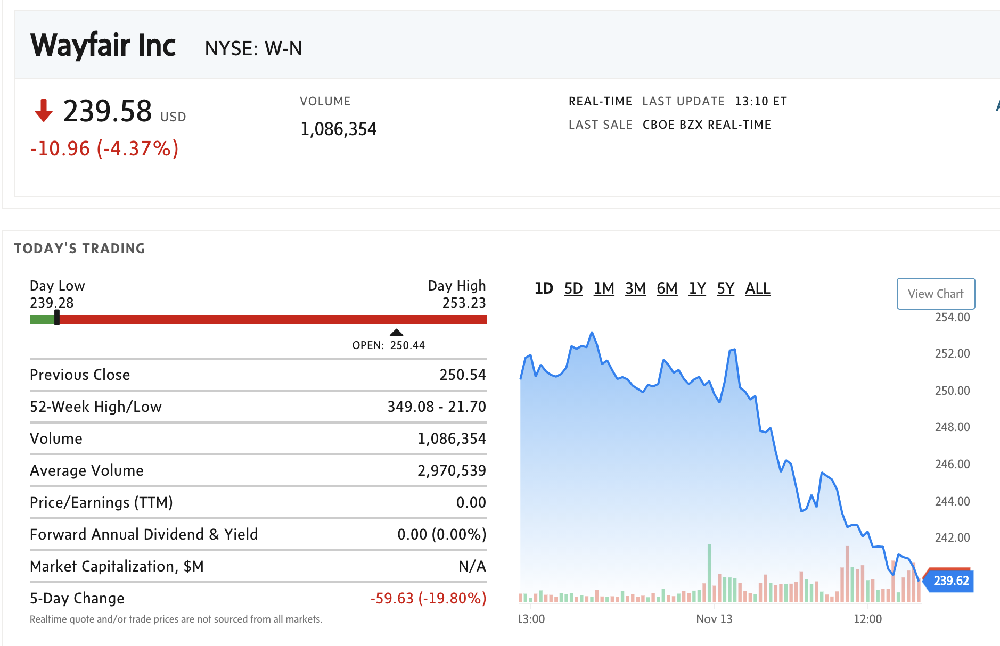 Wayfair Inc NYSE: W-N
239.58 USD
-10.96 (-4.37%)
VOLUME
1,086,354
REAL-TIME LAST UPDATE 13:10 ET
LAST SALE CBOE BZX REAL-TIME
TODAY'S TRADING
Day Low Day High
239.28 253.23
OPEN: 250.44
Previous Close 250.54
52-Week High/Low 349.08 - 21.70
Volume 1,086,354
Average Volume 2,970,539
Price/Earnings (TTM) 0.00
Forward Annual Dividend & Yield 0.00 (0.00%)
Market Capitalization, $M N/A
5-Day Change -59.63 (-19.80%)
Realtime quote and/or trade prices are not sourced from all markets.
1D 5D 1M 3M 6M 1Y 5Y ALL
View Chart
254.00
252.00
250.00
248.00
246.00
244.00
242.00
239.62
13:00 Nov 13 12:00